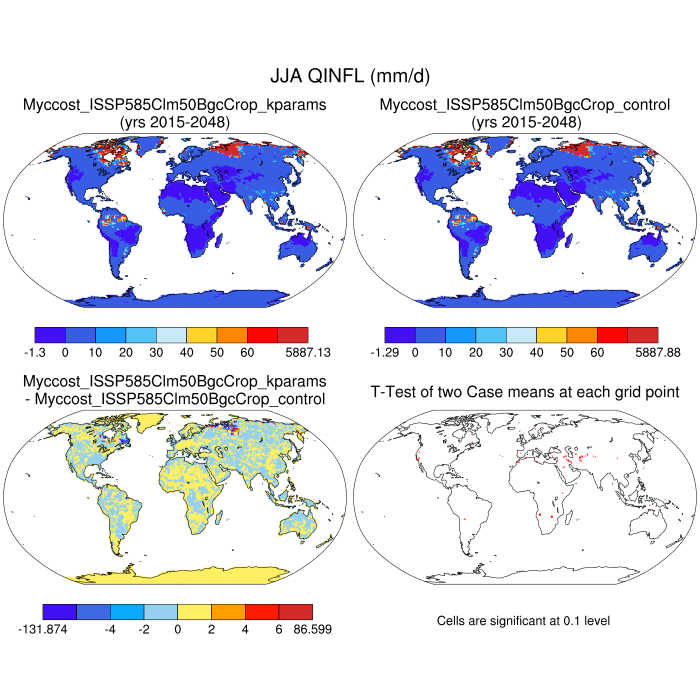 JJA QINFL (mm/d)
Myccost_ISSP585Clm50BgcCrop_kparams
(yrs 2015-2048)
Myccost_ISSP585Clm50BgcCrop_control
(yrs 2015-2048)
-1.3 0 10 20 30 40 50 60 5887.13
-1.29 0 10 20 30 40 50 60 5887.88
Myccost_ISSP585Clm50BgcCrop_kparams
- Myccost_ISSP585Clm50BgcCrop_control
T-Test of two Case means at each grid point
-131.874 -4 -2 0 2 4 6 86.599
Cells are significant at 0.1 level